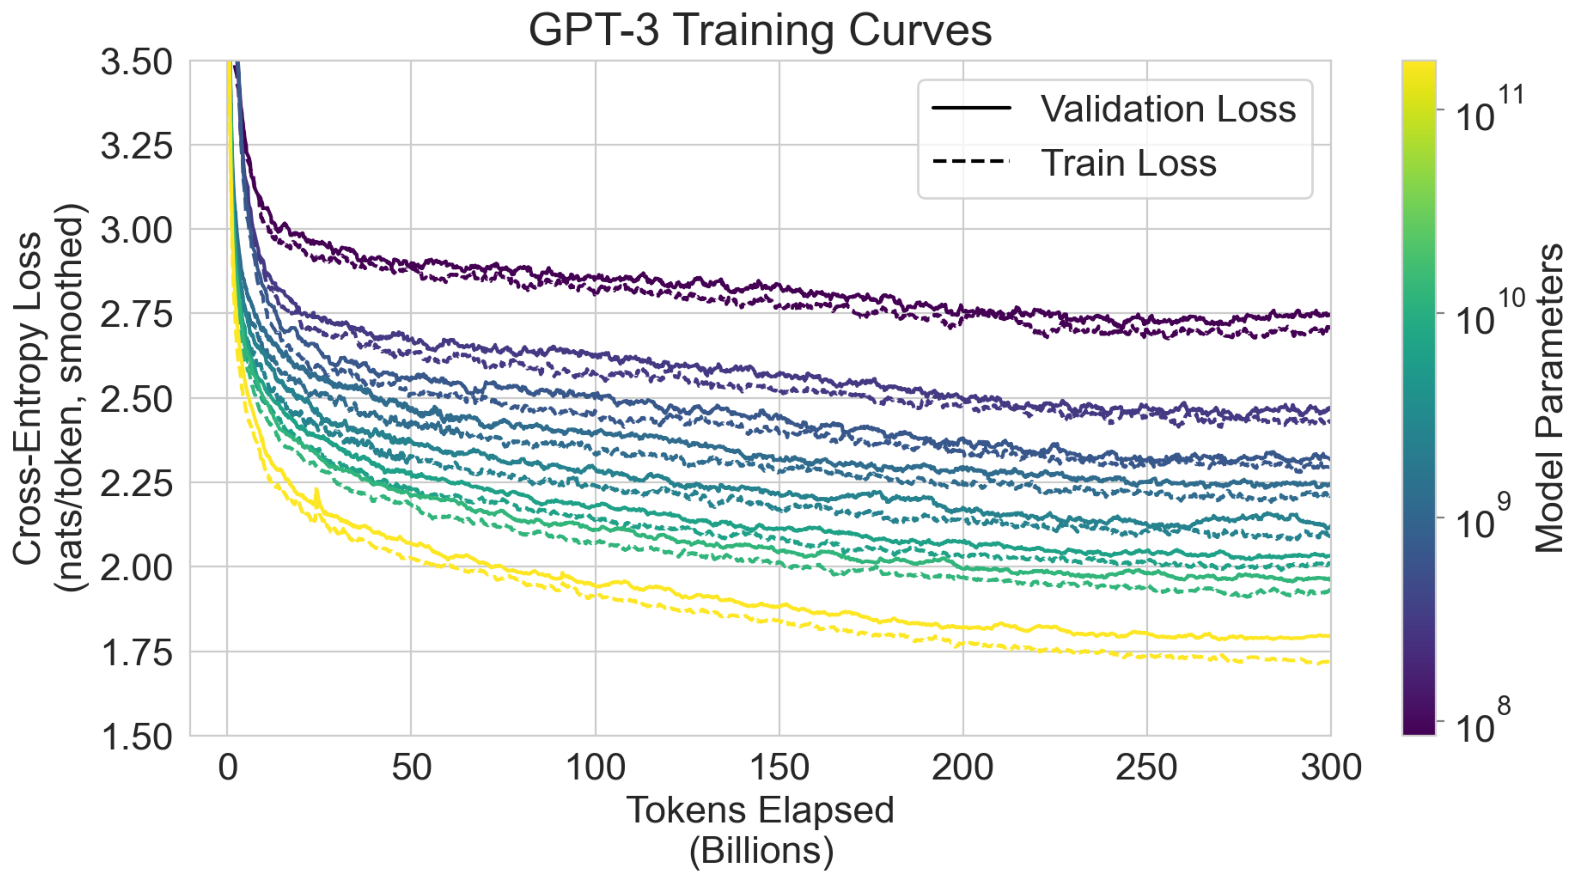 GPT-3 Training Curves
3.50
3.25
3.00
2.75
2.50
2.25
2.00
1.75
1.50
Cross-Entropy Loss
(nats/token, smoothed)
Validation Loss
Train Loss
0
50
100
150
200
250
300
Tokens Elapsed
(Billions)
10^11
10^10
10^9
10^8
Model Parameters